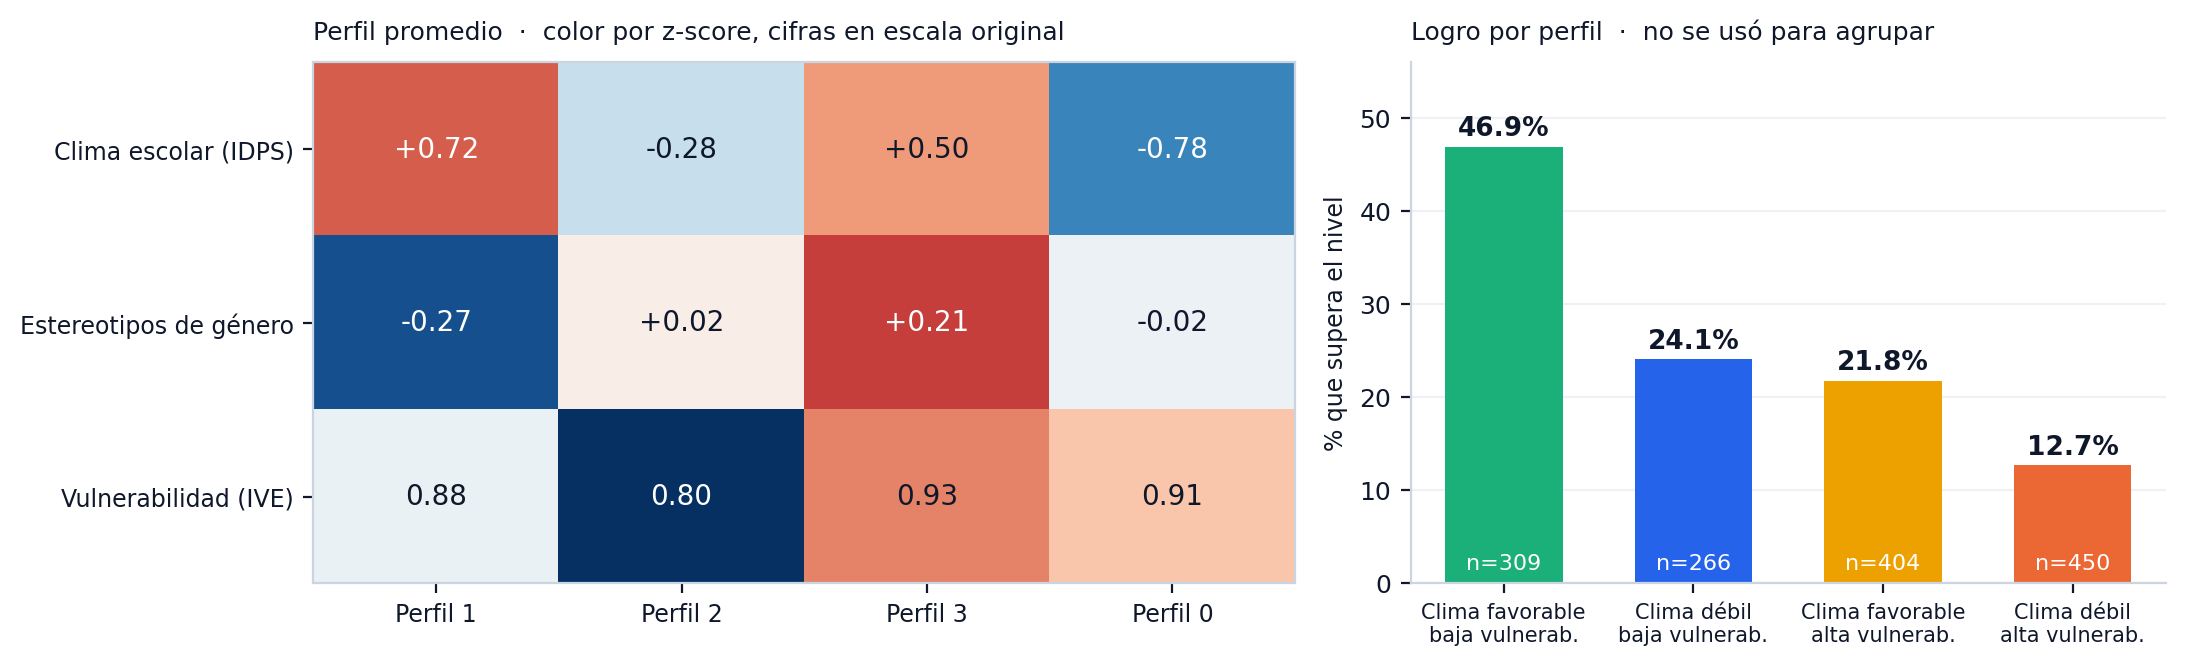 Perfil promedio · color por z-score, cifras en escala original
Clima escolar (IDPS)
+0.72
-0.28
+0.50
-0.78
Estereotipos de género
-0.27
+0.02
+0.21
-0.02
Vulnerabilidad (IVE)
0.88
0.80
0.93
0.91
Perfil 1
Perfil 2
Perfil 3
Perfil 0
Logro por perfil · no se usó para agrupar
% que supera el nivel
50
40
30
20
10
0
46.9%
24.1%
21.8%
12.7%
n=309
n=266
n=404
n=450
Clima favorable
baja vulnerab.
Clima débil
baja vulnerab.
Clima favorable
alta vulnerab.
Clima débil
alta vulnerab.